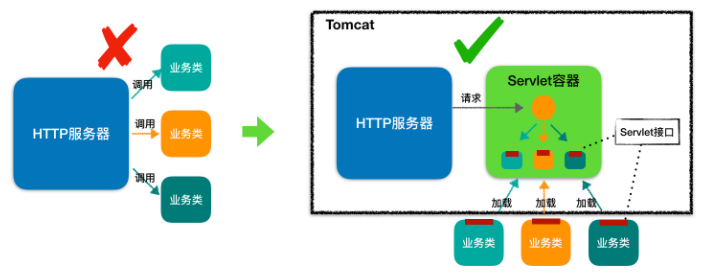 HTTP服务器
调用
业务类
调用
业务类
调用
业务类
Tomcat
HTTP服务器
请求
Servlet容器
Servlet接口
加载
加载
加载
业务类
业务类
业务类